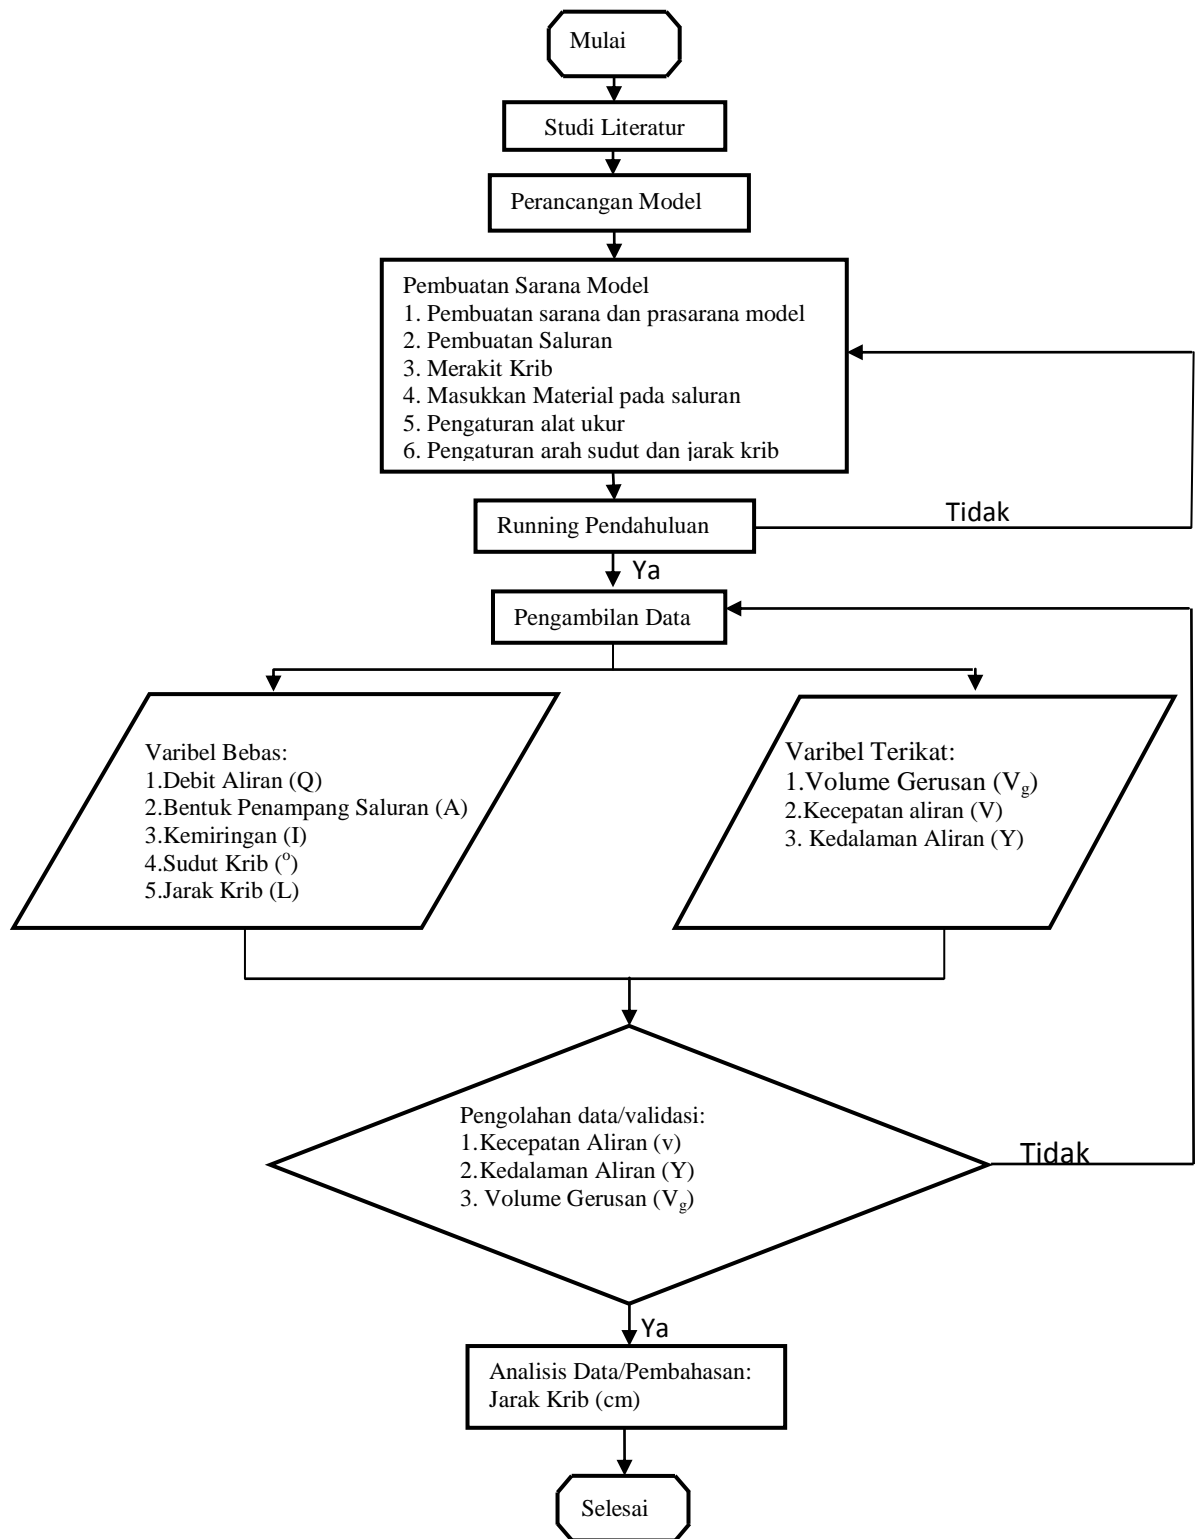 Mulai
Studi Literatur
Perancangan Model
Pembuatan Sarana Model
1. Pembuatan sarana dan prasarana model
2. Pembuatan Saluran
3. Merakit Krib
4. Masukkan Material pada saluran
5. Pengaturan alat ukur
6. Pengaturan arah sudut dan jarak krib
Running Pendahuluan
Tidak
Ya
Pengambilan Data
Varibel Bebas:
1.Debit Aliran (Q)
2.Bentuk Penampang Saluran (A)
3.Kemiringan (I)
4.Sudut Krib (º)
5.Jarak Krib (L)
Varibel Terikat:
1.Volume Gerusan (Vg)
2.Kecepatan aliran (V)
3. Kedalaman Aliran (Y)
Pengolahan data/validasi:
1.Kecepatan Aliran (v)
2.Kedalaman Aliran (Y)
3. Volume Gerusan (Vg)
Tidak
Ya
Analisis Data/Pembahasan:
Jarak Krib (cm)
Selesai